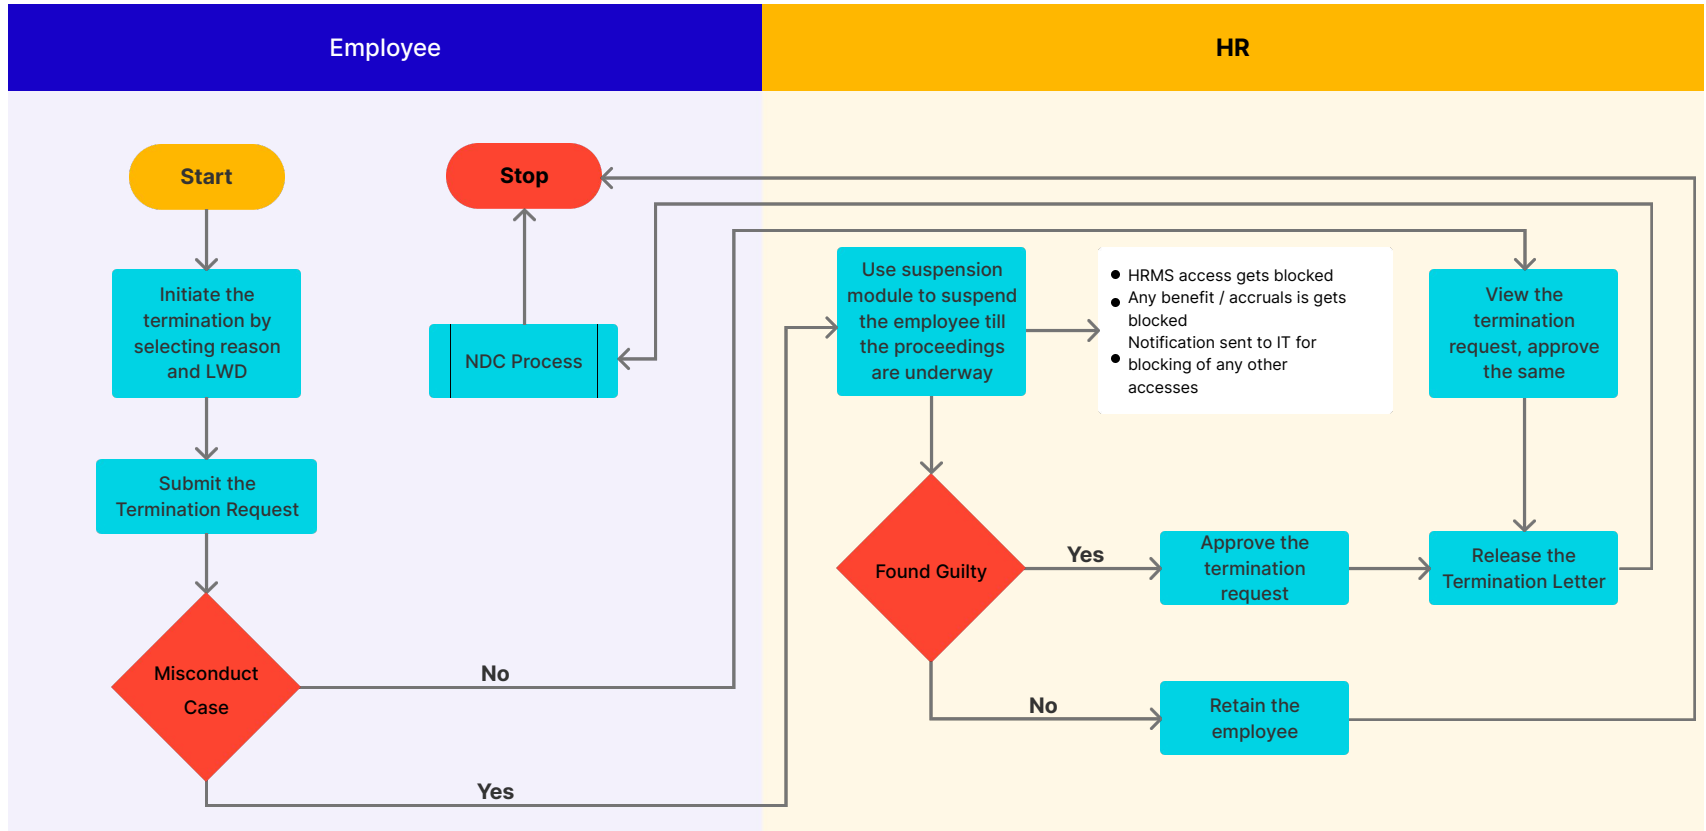 Employee
HR
Start
Stop
Initiate the
termination by
selecting reason
and LWD
NDC Process
Use suspension
module to suspend
the employee till
the proceedings
are underway
HRMS access gets blocked
Any benefit / accruals is gets
blocked
Notification sent to IT for
blocking of any other
accesses
View the
termination
request, approve
the same
Submit the
Termination Request
Found Guilty
Yes
Approve the
termination
request
Release the
Termination Letter
Misconduct
Case
No
No
Retain the
employee
Yes